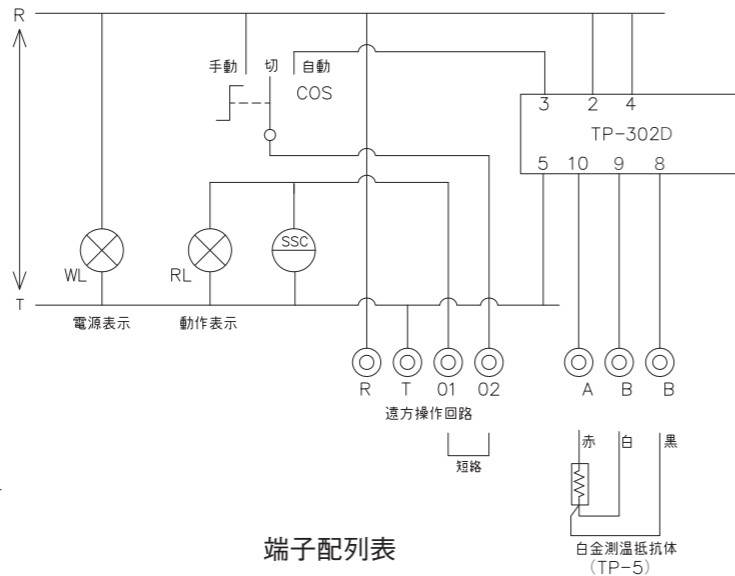 R
手動 切 自動
COS
3 2 4
TP-302D
5 10 9 8
SSC
WL
RL
T
電源表示 動作表示
R T 01 02 A B B
遠方操作回路
赤 白 黒
短絡
端子配列表
白金測温抵抗体
(TP-5)